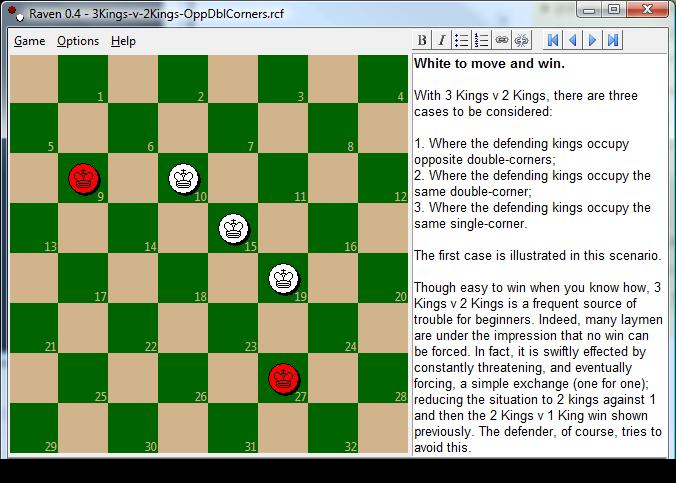 Raven 0.4 - 3Kings-v-2Kings-OppDblCorners.rcf
Game Options Help
B I
1 2 3 4
5 6 7 8
9 10 11 12
13 14 15 16
17 18 19 20
21 22 23 24
25 26 27 28
29 30 31 32
White to move and win.
With 3 Kings v 2 Kings, there are three
cases to be considered:
1. Where the defending kings occupy
opposite double-corners;
2. Where the defending kings occupy the
same double-corner;
3. Where the defending kings occupy the
same single-corner.
The first case is illustrated in this scenario.
Though easy to win when you know how, 3
Kings v 2 Kings is a frequent source of
trouble for beginners. Indeed, many laymen
are under the impression that no win can
be forced. In fact, it is swiftly effected by
constantly threatening, and eventually
forcing, a simple exchange (one for one);
reducing the situation to 2 kings against 1
and then the 2 Kings v 1 King win shown
previously. The defender, of course, tries to
avoid this.